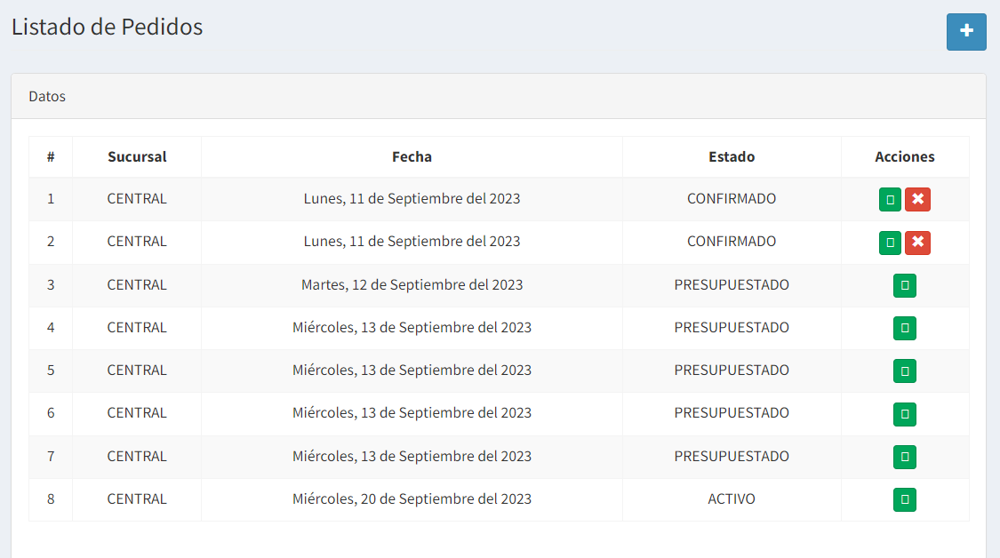 Listado de Pedidos
Datos
# Sucursal Fecha Estado Acciones
1 CENTRAL Lunes, 11 de Septiembre del 2023 CONFIRMADO
2 CENTRAL Lunes, 11 de Septiembre del 2023 CONFIRMADO
3 CENTRAL Martes, 12 de Septiembre del 2023 PRESUPUESTADO
4 CENTRAL Miércoles, 13 de Septiembre del 2023 PRESUPUESTADO
5 CENTRAL Miércoles, 13 de Septiembre del 2023 PRESUPUESTADO
6 CENTRAL Miércoles, 13 de Septiembre del 2023 PRESUPUESTADO
7 CENTRAL Miércoles, 13 de Septiembre del 2023 PRESUPUESTADO
8 CENTRAL Miércoles, 20 de Septiembre del 2023 ACTIVO